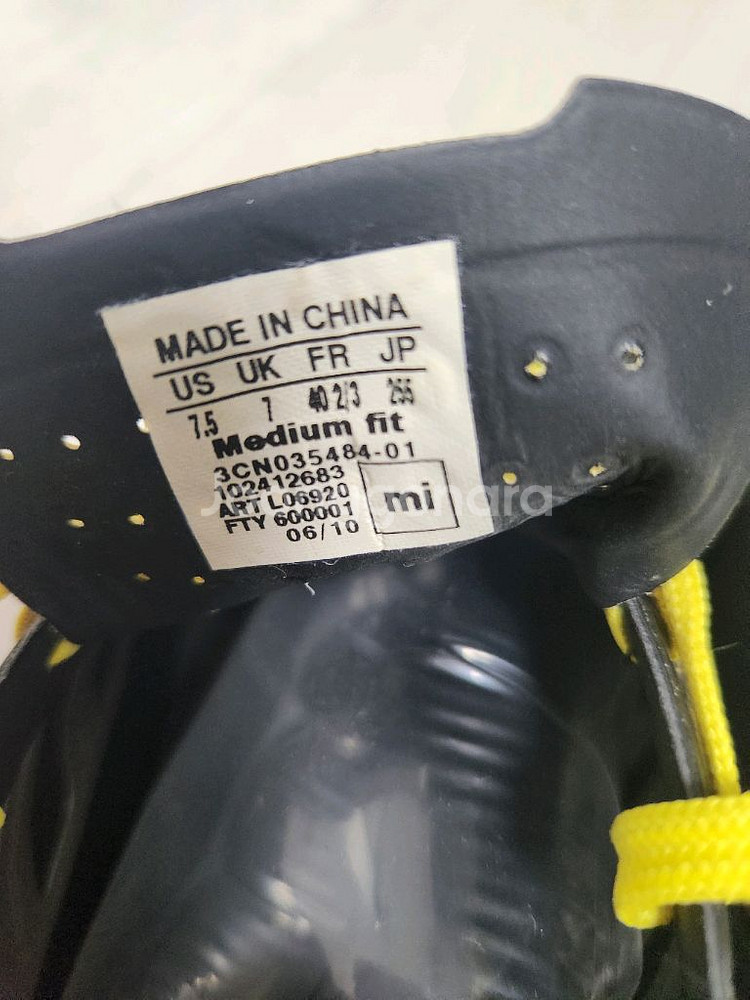 MADE IN CHINA
US UK FR JP
7.5 7 40 2/3 255
Medium fit
3CN035484-01
102412683
ART L06920
FTY 600001
06/10
mi